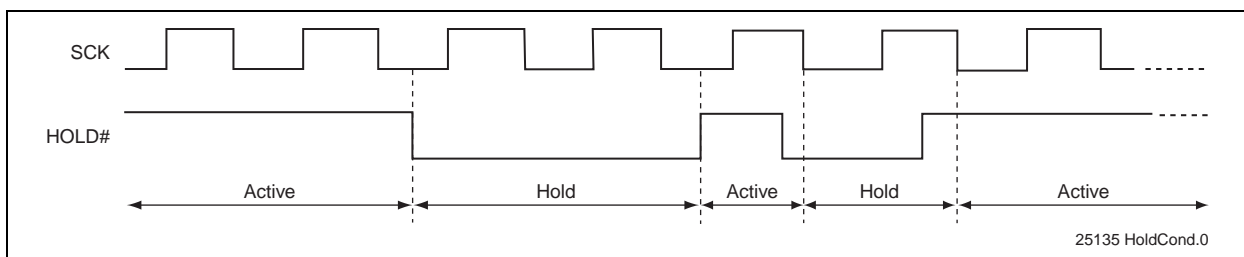 SCK
HOLD#
Active Hold Active Hold Active
25135 HoldCond.0